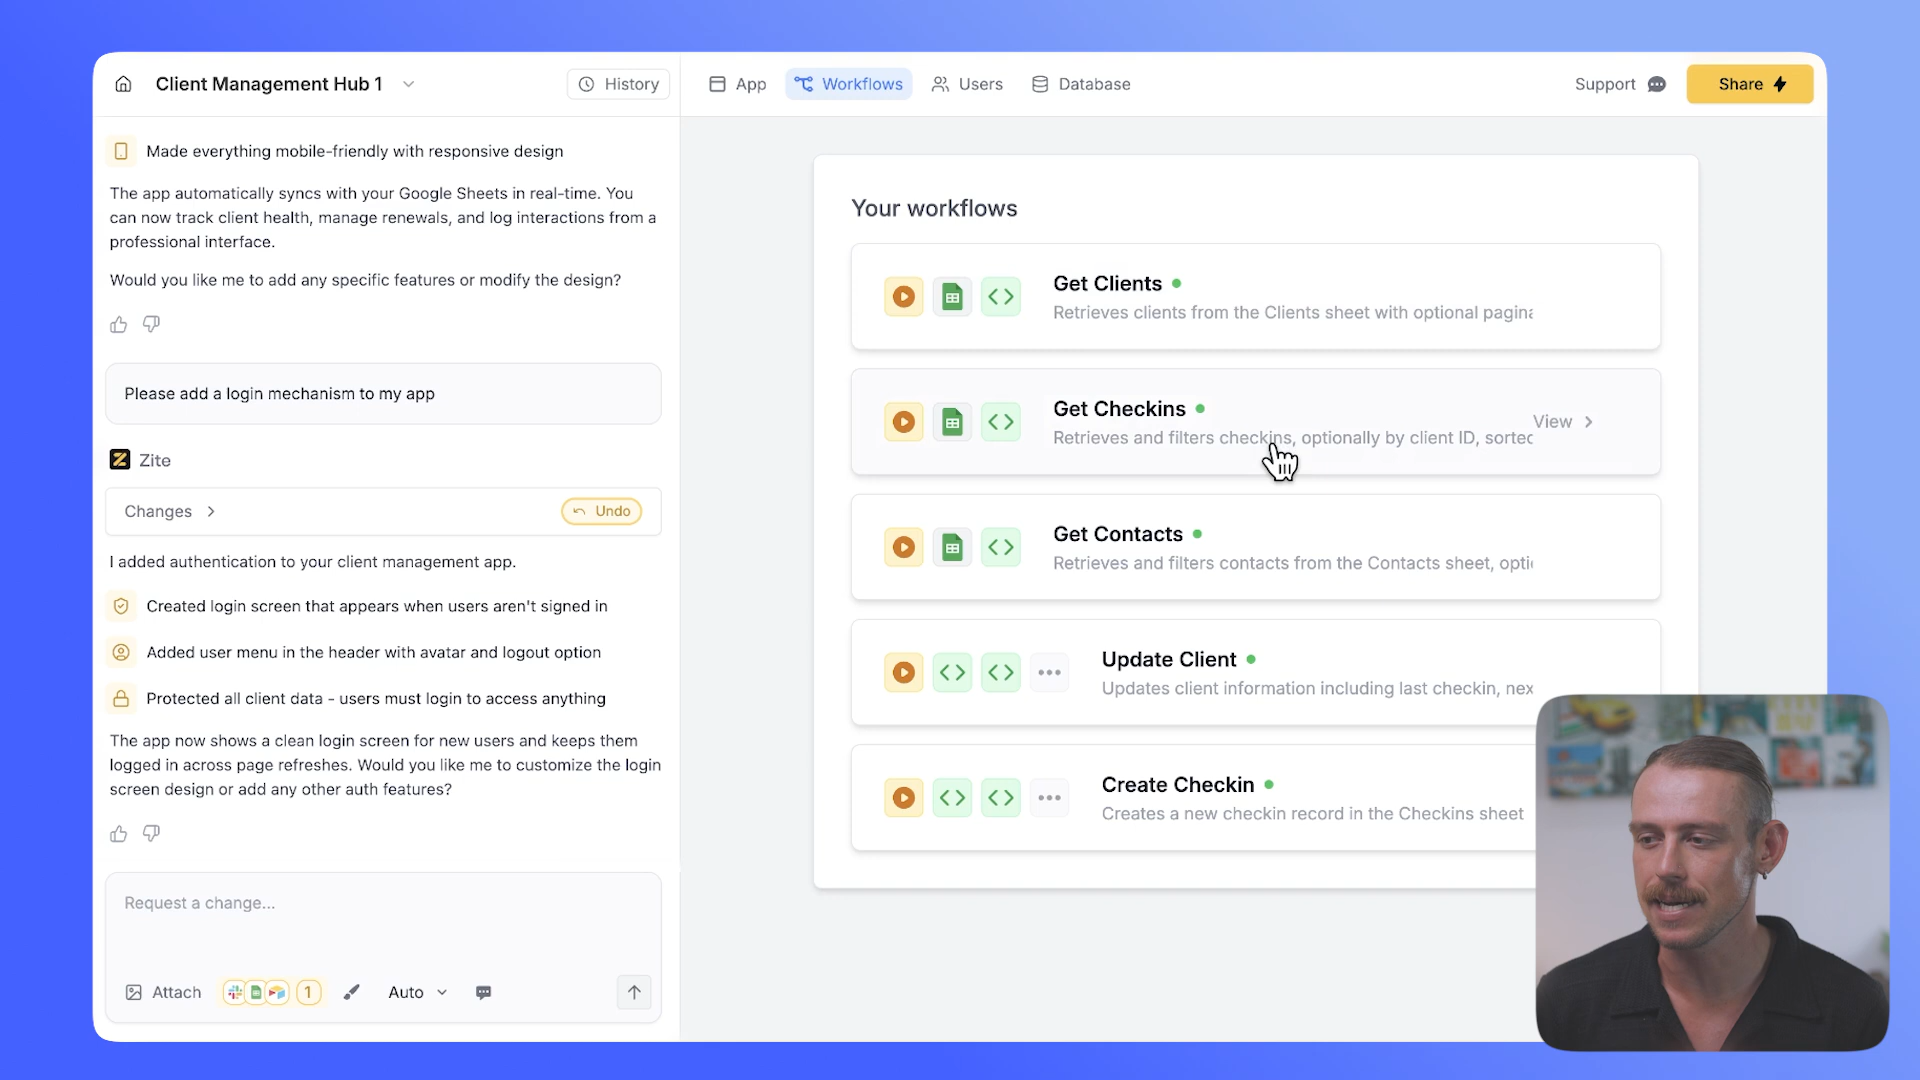 Client Management Hub 1
History
App
Workflows
Users
Database
Support
Share
Made everything mobile-friendly with responsive design
The app automatically syncs with your Google Sheets in real-time. You
can now track client health, manage renewals, and log interactions from a
professional interface.
Would you like me to add any specific features or modify the design?
Please add a login mechanism to my app
Zite
Changes
Undo
I added authentication to your client management app.
Created login screen that appears when users aren't signed in
Added user menu in the header with avatar and logout option
Protected all client data - users must login to access anything
The app now shows a clean login screen for new users and keeps them
logged in across page refreshes. Would you like me to customize the login
screen design or add any other auth features?
Request a change...
Attach
1
Auto
Your workflows
Get Clients
Retrieves clients from the Clients sheet with optional pagina
Get Checkins
Retrieves and filters checkins, optionally by client ID, sorted
View
Get Contacts
Retrieves and filters contacts from the Contacts sheet, opti
Update Client
Updates client information including last checkin, nex
Create Checkin
Creates a new checkin record in the Checkins sheet